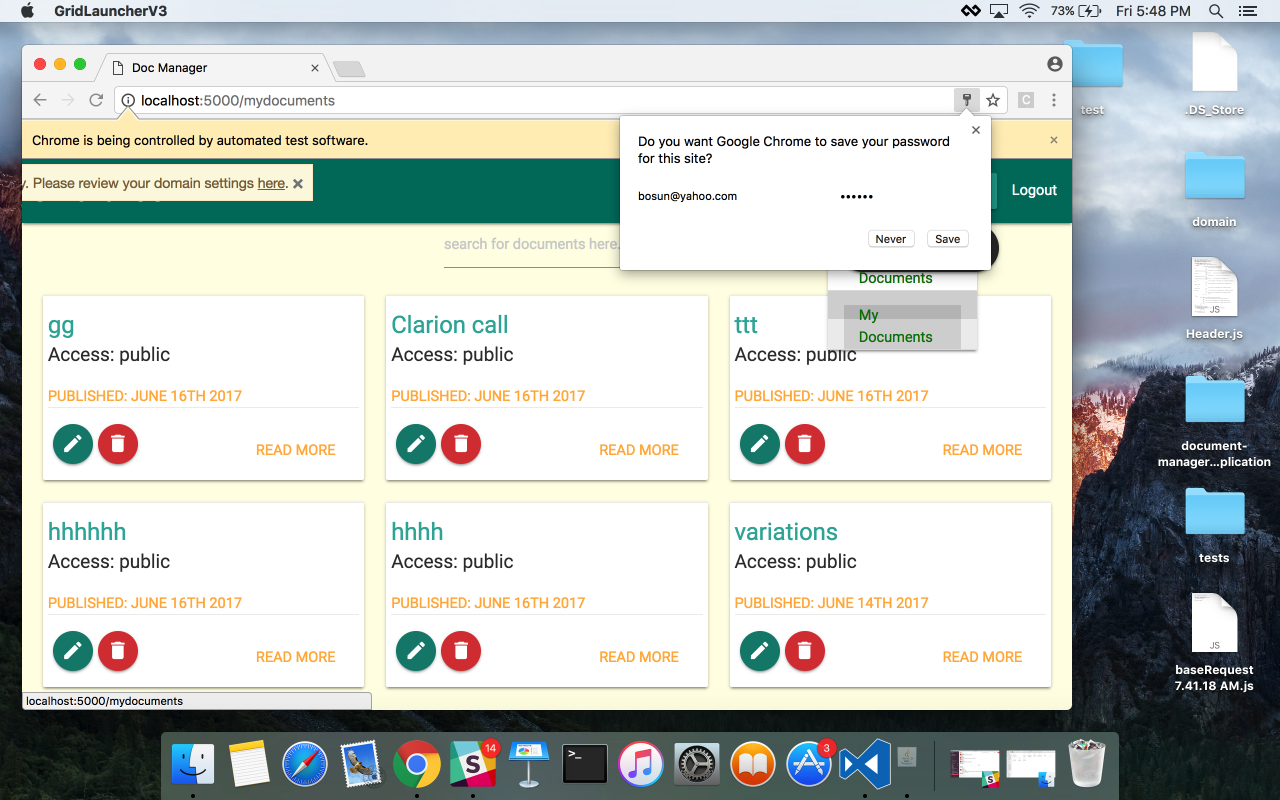 GridLauncherV3
73%
Fri 5:48 PM
Doc Manager
localhost:5000/mydocuments
C
Chrome is being controlled by automated test software.
Do you want Google Chrome to save your password
for this site?
bosun@yahoo.com
••••••
Never
Save
. Please review your domain settings here.
Logout
search for documents here.
Documents
My
Documents
gg
Access: public
PUBLISHED: JUNE 16TH 2017
READ MORE
Clarion call
Access: public
PUBLISHED: JUNE 16TH 2017
READ MORE
ttt
Access: public
PUBLISHED: JUNE 16TH 2017
READ MORE
hhhhhh
Access: public
PUBLISHED: JUNE 16TH 2017
READ MORE
hhhh
Access: public
PUBLISHED: JUNE 16TH 2017
READ MORE
variations
Access: public
PUBLISHED: JUNE 14TH 2017
READ MORE
localhost:5000/mydocuments
test
.DS_Store
domain
JS
Header.js
document-
manager...plication
tests
JS
baseRequest
7.41.18 AM.js
14
S
>_
3
S